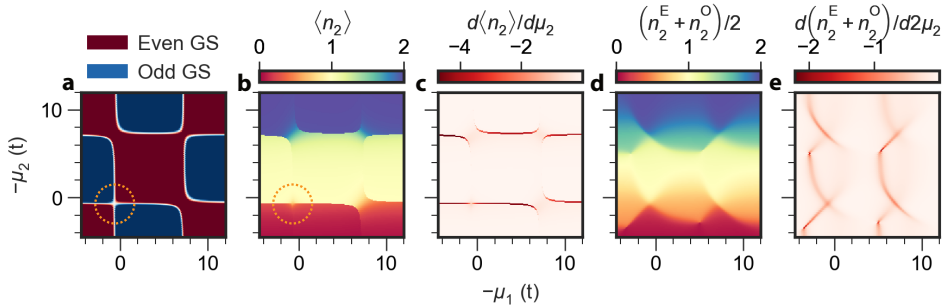 Even GS
Odd GS
⟨n₂⟩
d⟨n₂⟩/dμ₂
(n₂ᴱ + n₂ᴼ)/2
d(n₂ᴱ + n₂ᴼ)/d2μ₂
0 1 2
−4 −2
0 1 2
−2 −1
a b c d e
10
0
−μ₂ (t)
0 10
0 10
0 10
0 10
0 10
−μ₁ (t)